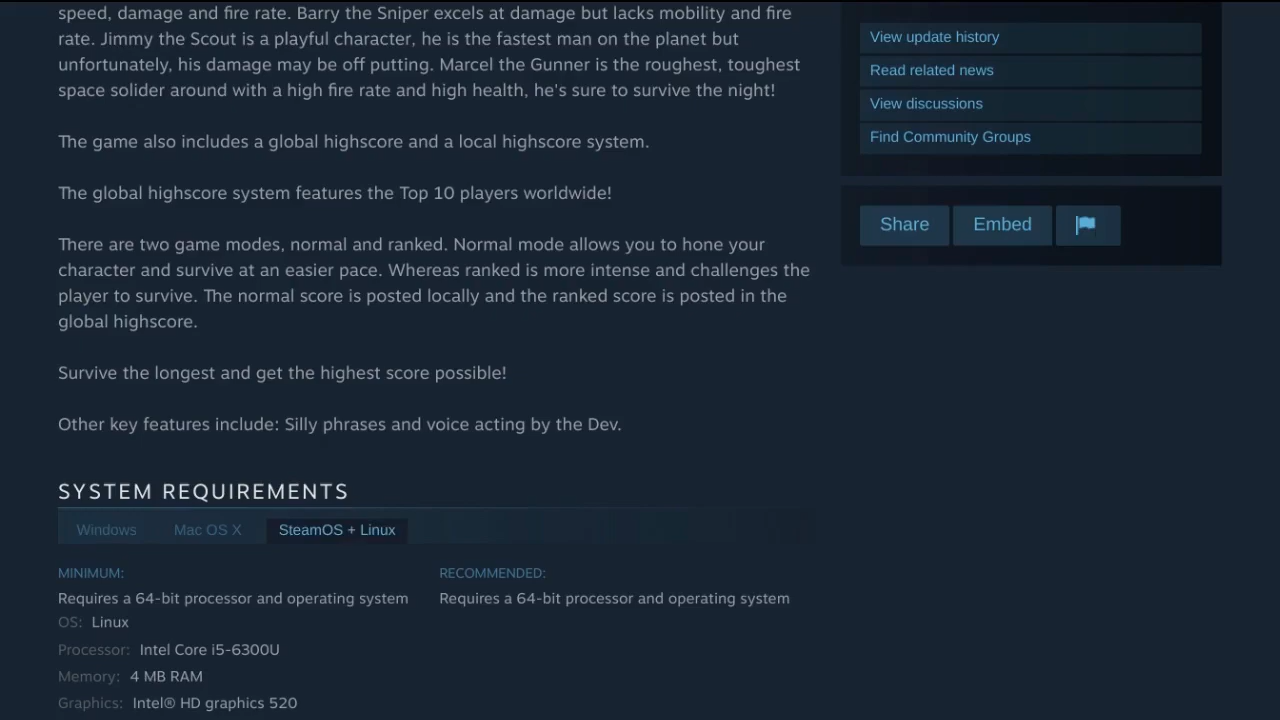 speed, damage and fire rate. Barry the Sniper excels at damage but lacks mobility and fire
rate. Jimmy the Scout is a playful character, he is the fastest man on the planet but
unfortunately, his damage may be off putting. Marcel the Gunner is the roughest, toughest
space solider around with a high fire rate and high health, he's sure to survive the night!
The game also includes a global highscore and a local highscore system.
The global highscore system features the Top 10 players worldwide!
There are two game modes, normal and ranked. Normal mode allows you to hone your
character and survive at an easier pace. Whereas ranked is more intense and challenges the
player to survive. The normal score is posted locally and the ranked score is posted in the
global highscore.
Survive the longest and get the highest score possible!
Other key features include: Silly phrases and voice acting by the Dev.
SYSTEM REQUIREMENTS
Windows Mac OS X SteamOS + Linux
MINIMUM:
Requires a 64-bit processor and operating system
OS: Linux
Processor: Intel Core i5-6300U
Memory: 4 MB RAM
Graphics: Intel® HD graphics 520
RECOMMENDED:
Requires a 64-bit processor and operating system
View update history
Read related news
View discussions
Find Community Groups
Share Embed